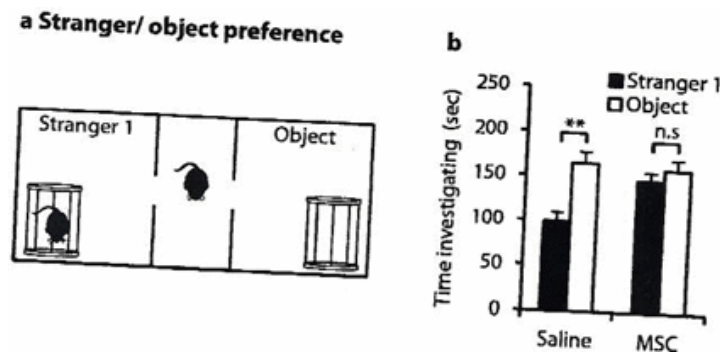 a Stranger/ object preference
Stranger 1
Object
b
Time investigating (sec)
250
200
150
100
50
0
Stranger 1
Object
**
n.s
Saline
MSC